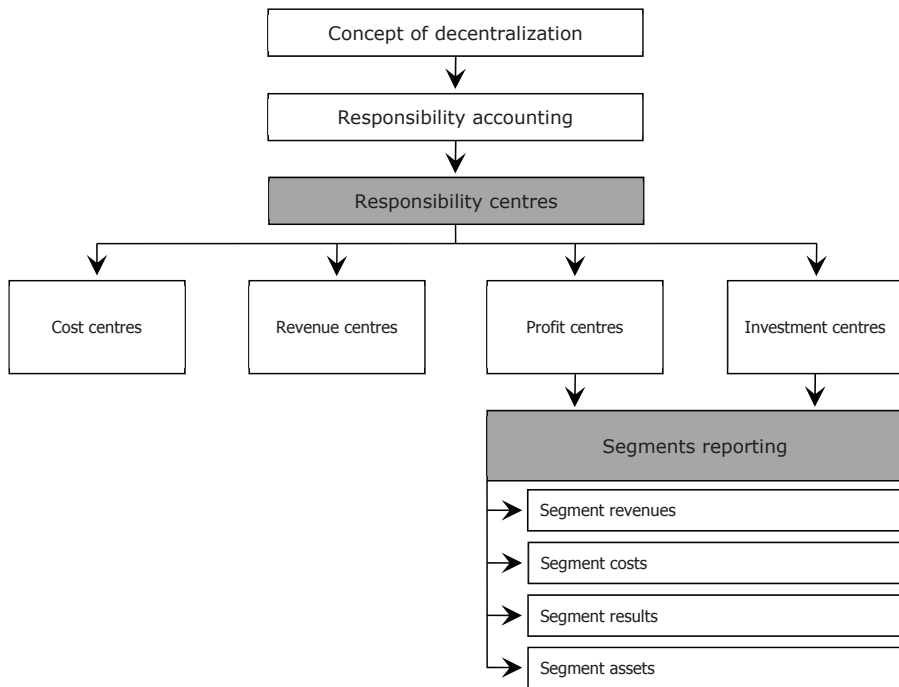 Concept of decentralization
Responsibility accounting
Responsibility centres
Cost centres
Revenue centres
Profit centres
Investment centres
Segments reporting
Segment revenues
Segment costs
Segment results
Segment assets